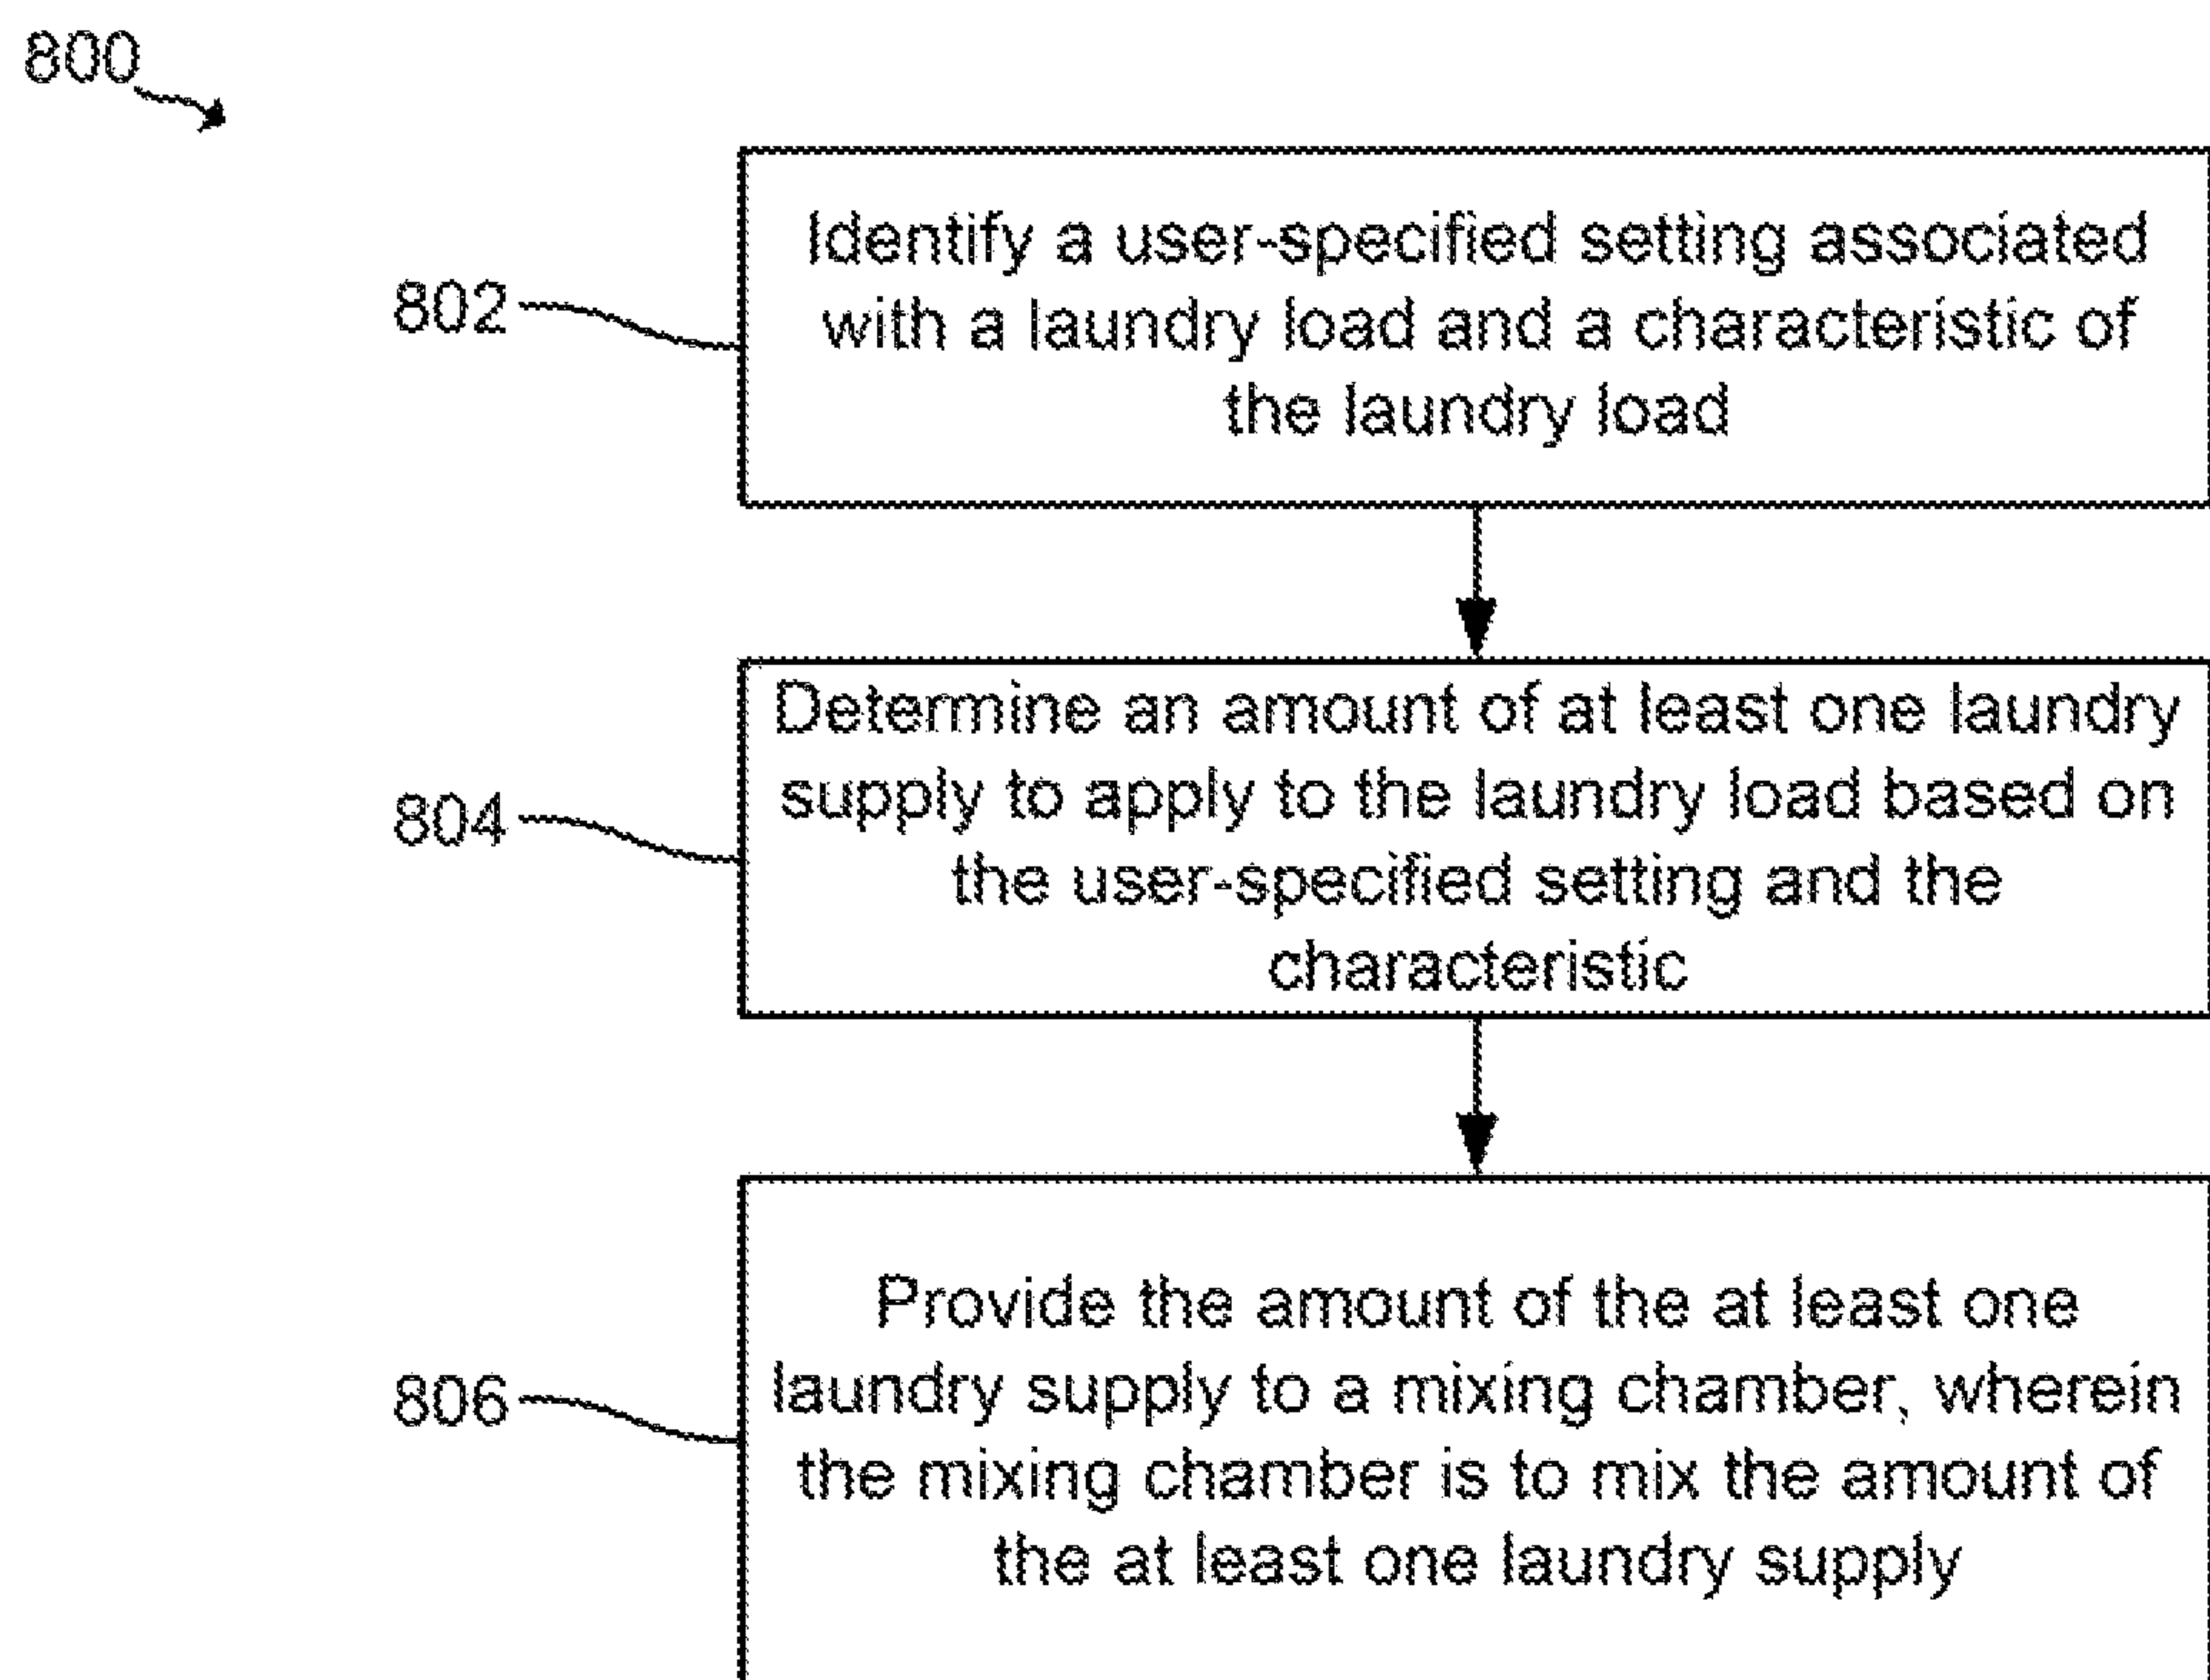 800
802
Identify a user-specified setting associated
with a laundry load and a characteristic of
the laundry load
804
Determine an amount of at least one laundry
supply to apply to the laundry load based on
the user-specified setting and the
characteristic
806
Provide the amount of the at least one
laundry supply to a mixing chamber, wherein
the mixing chamber is to mix the amount of
the at least one laundry supply